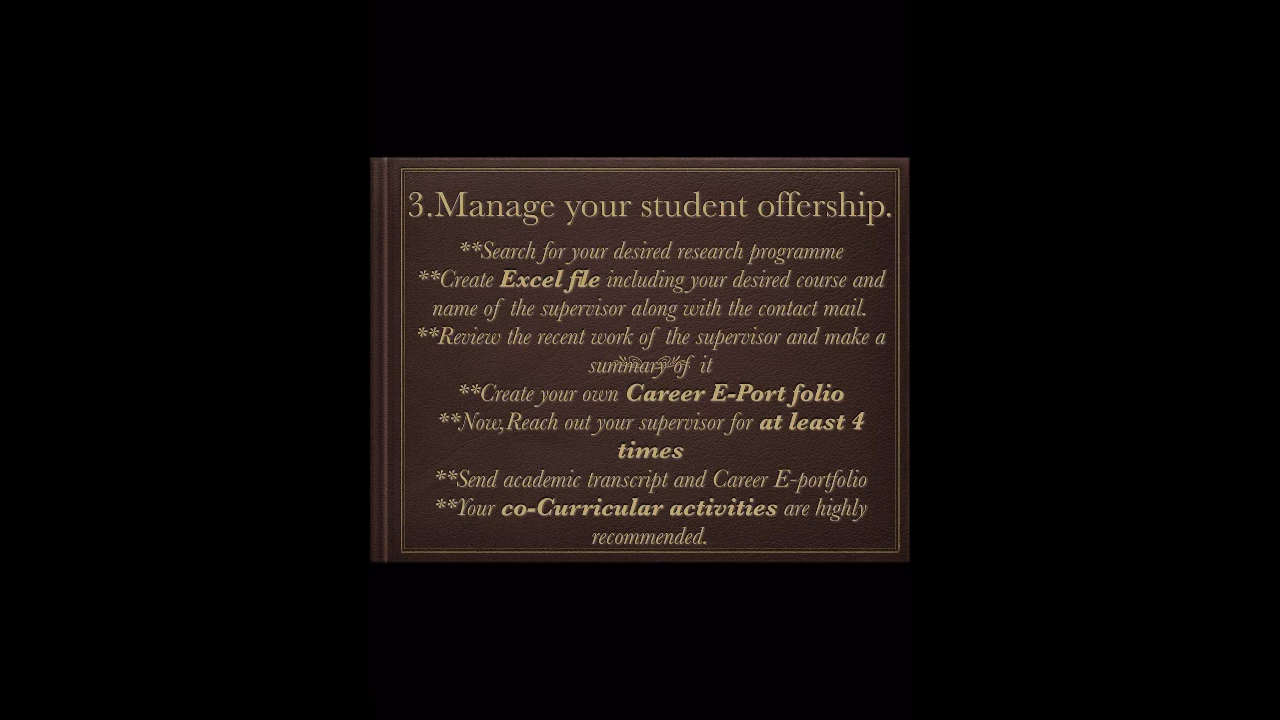 3.Manage your student offership.
**Search for your desired research programme
**Create Excel file including your desired course and
name of the supervisor along with the contact mail.
**Review the recent work of the supervisor and make a
summary of it
**Create your own Career E-Port folio
**Now,Reach out your supervisor for at least 4
times
**Send academic transcript and Career E-portfolio
**Your co-Curricular activities are highly
recommended.